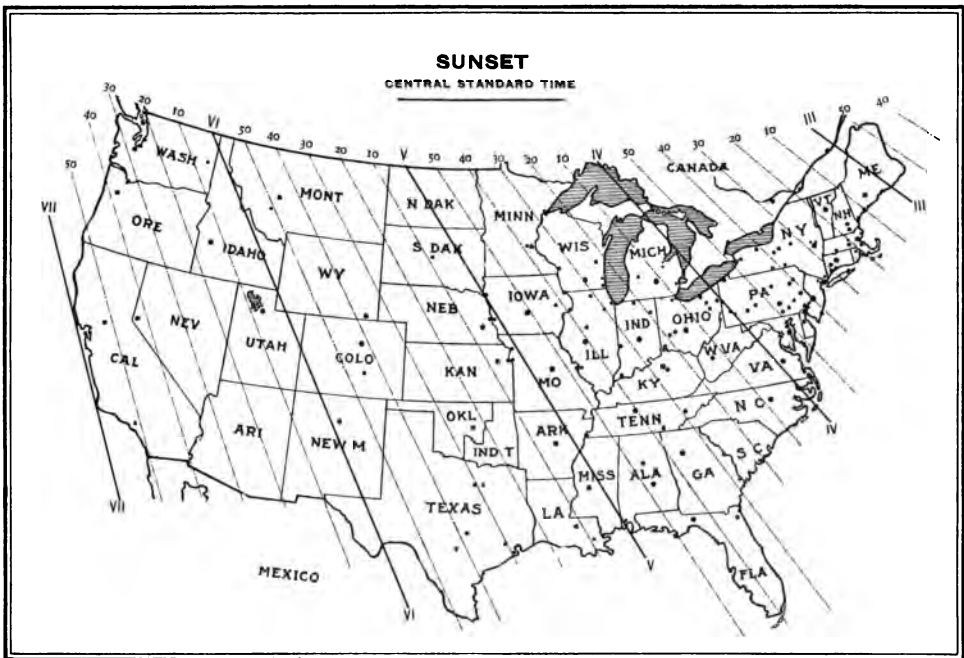 SUNSET
CENTRAL STANDARD TIME
30 20 10 VI 50 40 30 20 10 V 50 40 30 20 10 IV 50 40 30 20 10 III 50 40
40
50
VII
WASH
ORE
IDAHO
MONT
N DAK
S DAK
MINN
WIS
MICH
CANADA
ME
III
VT
NH
N Y
WY
NEB
IOWA
ILL
IND
OHIO
PA
W VA
VA
CAL
NEV
UTAH
COLO
KAN
MO
KY
TENN
N C
IV
S C
ARI
NEW M
OKL
IND T
ARK
MISS
ALA
GA
VII
TEXAS
LA
FLA
V
MEXICO
VI